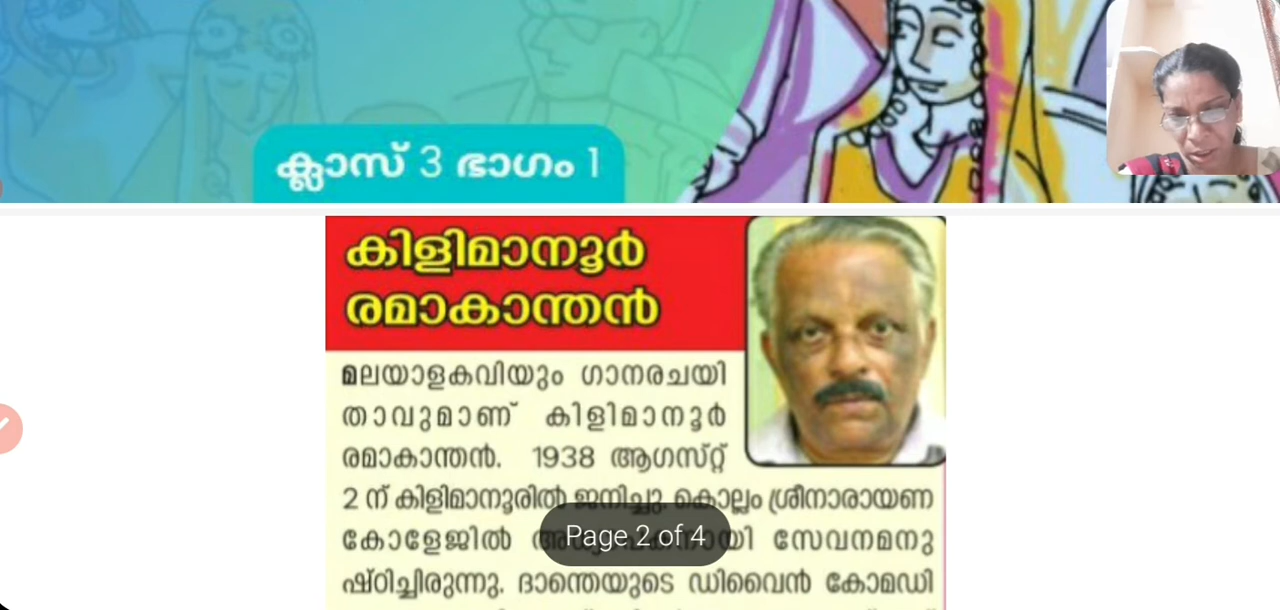 ക്ലാസ് 3 ഭാഗം 1
കിളിമാനൂർ
രമാകാന്തൻ
മലയാളകവിയും ഗാനരചയി
താവുമാണ് കിളിമാനൂർ
രമാകാന്തൻ. 1938 ആഗസ്റ്റ്
2 ന് കിളിമാനൂരിൽ ജനിച്ചു. കൊല്ലം ശ്രീനാരായണ
കോളേജിൽ സേവനമനു
Page 2 of 4
ഷ്ഠിച്ചിരുന്നു. ദാന്തെയുടെ ഡിവൈൻ കോമഡി